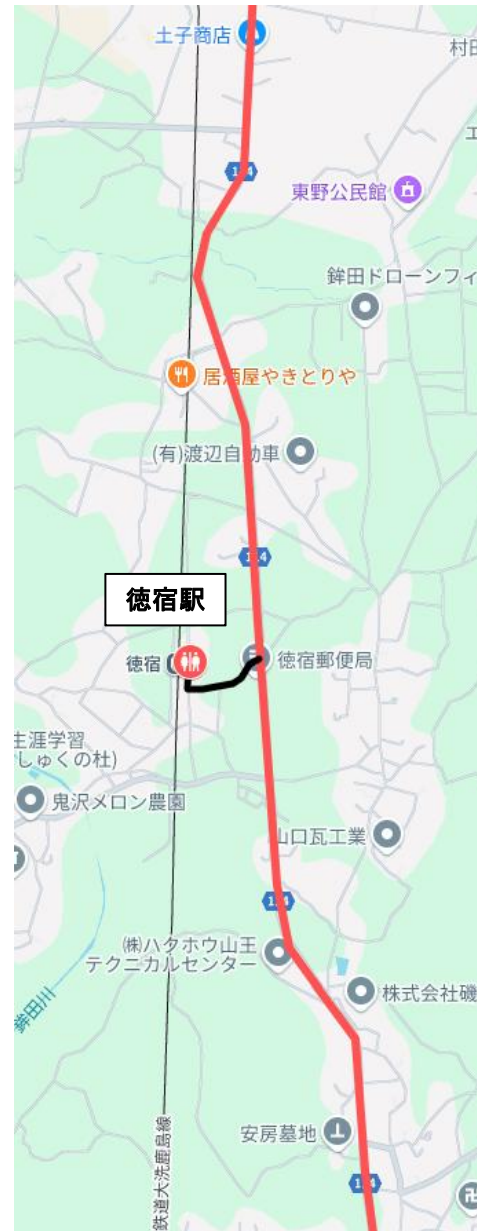 土子商店
村田
エ
114
東野公民館
鉾田ドローンフィ
居酒屋やきとりや
(有)渡辺自動車
114
徳宿駅
徳宿
徳宿郵便局
生涯学習
しゅくの杜)
鬼沢メロン農園
山口瓦工業
114
(株)ハタホウ山王
テクニカルセンター
株式会社磯
鉾田川
安房墓地
鉄道大洗鹿島線
114